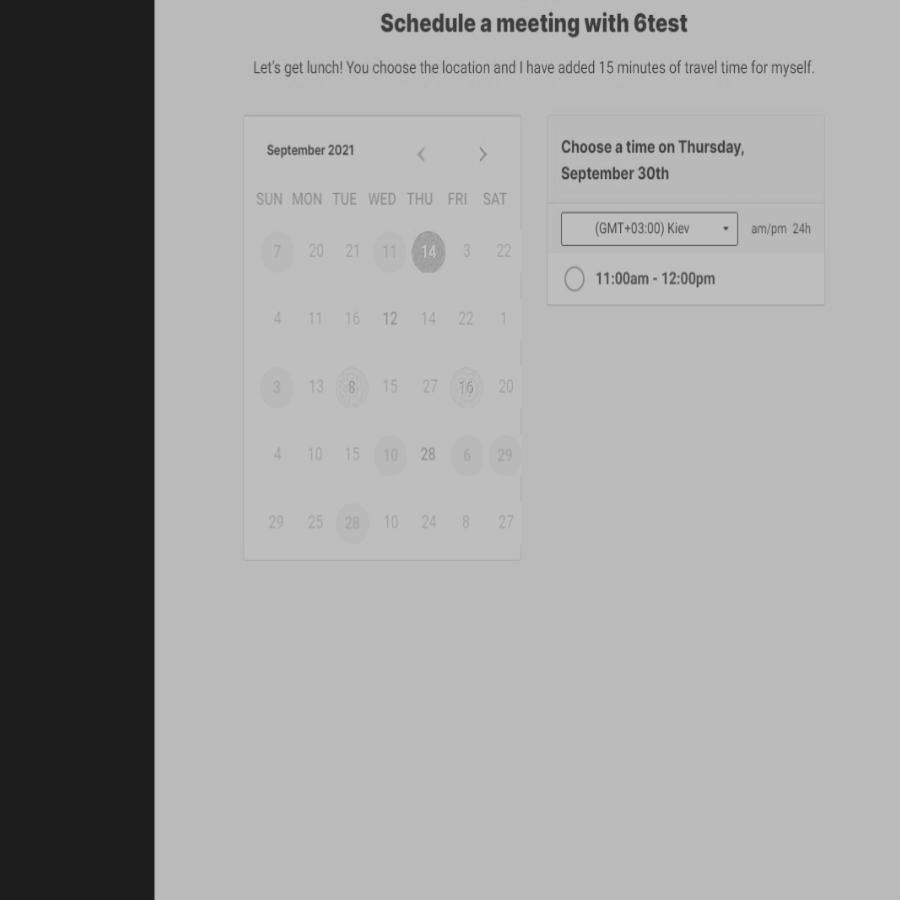 Schedule a meeting with 6test
Let's get lunch! You choose the location and I have added 15 minutes of travel time for myself.
September 2021
SUN MON TUE WED THU FRI SAT
7 20 21 11 14 3 22
4 11 16 12 14 22 1
3 13 8 15 27 16 20
4 10 15 10 28 6 29
29 25 28 10 24 8 27
Choose a time on Thursday,
September 30th
(GMT+03:00) Kiev am/pm 24h
11:00am - 12:00pm